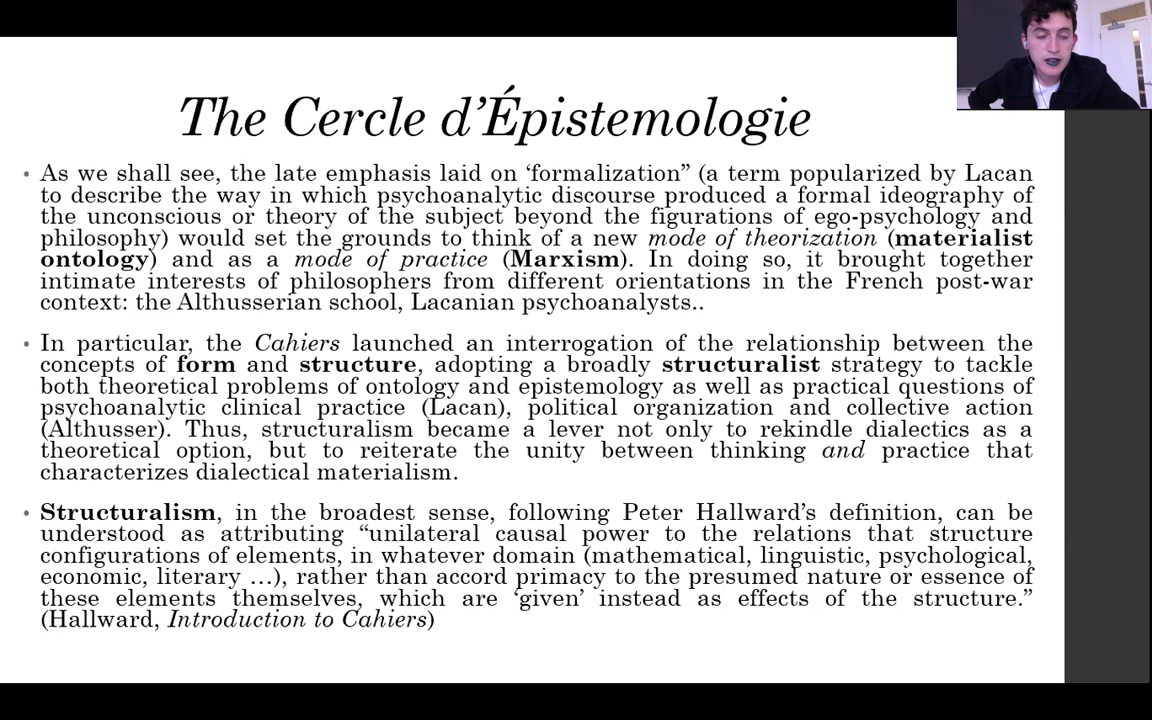 The Cercle d’Épistemologie
• As we shall see, the late emphasis laid on ‘formalization” (a term popularized by Lacan
to describe the way in which psychoanalytic discourse produced a formal ideography of
the unconscious or theory of the subject beyond the figurations of ego-psychology and
philosophy) would set the grounds to think of a new mode of theorization (materialist
ontology) and as a mode of practice (Marxism). In doing so, it brought together
intimate interests of philosophers from different orientations in the French post-war
context: the Althusserian school, Lacanian psychoanalysts..
• In particular, the Cahiers launched an interrogation of the relationship between the
concepts of form and structure, adopting a broadly structuralist strategy to tackle
both theoretical problems of ontology and epistemology as well as practical questions of
psychoanalytic clinical practice (Lacan), political organization and collective action
(Althusser). Thus, structuralism became a lever not only to rekindle dialectics as a
theoretical option, but to reiterate the unity between thinking and practice that
characterizes dialectical materialism.
• Structuralism, in the broadest sense, following Peter Hallward’s definition, can be
understood as attributing “unilateral causal power to the relations that structure
configurations of elements, in whatever domain (mathematical, linguistic, psychological,
economic, literary …), rather than accord primacy to the presumed nature or essence of
these elements themselves, which are ‘given’ instead as effects of the structure.”
(Hallward, Introduction to Cahiers)